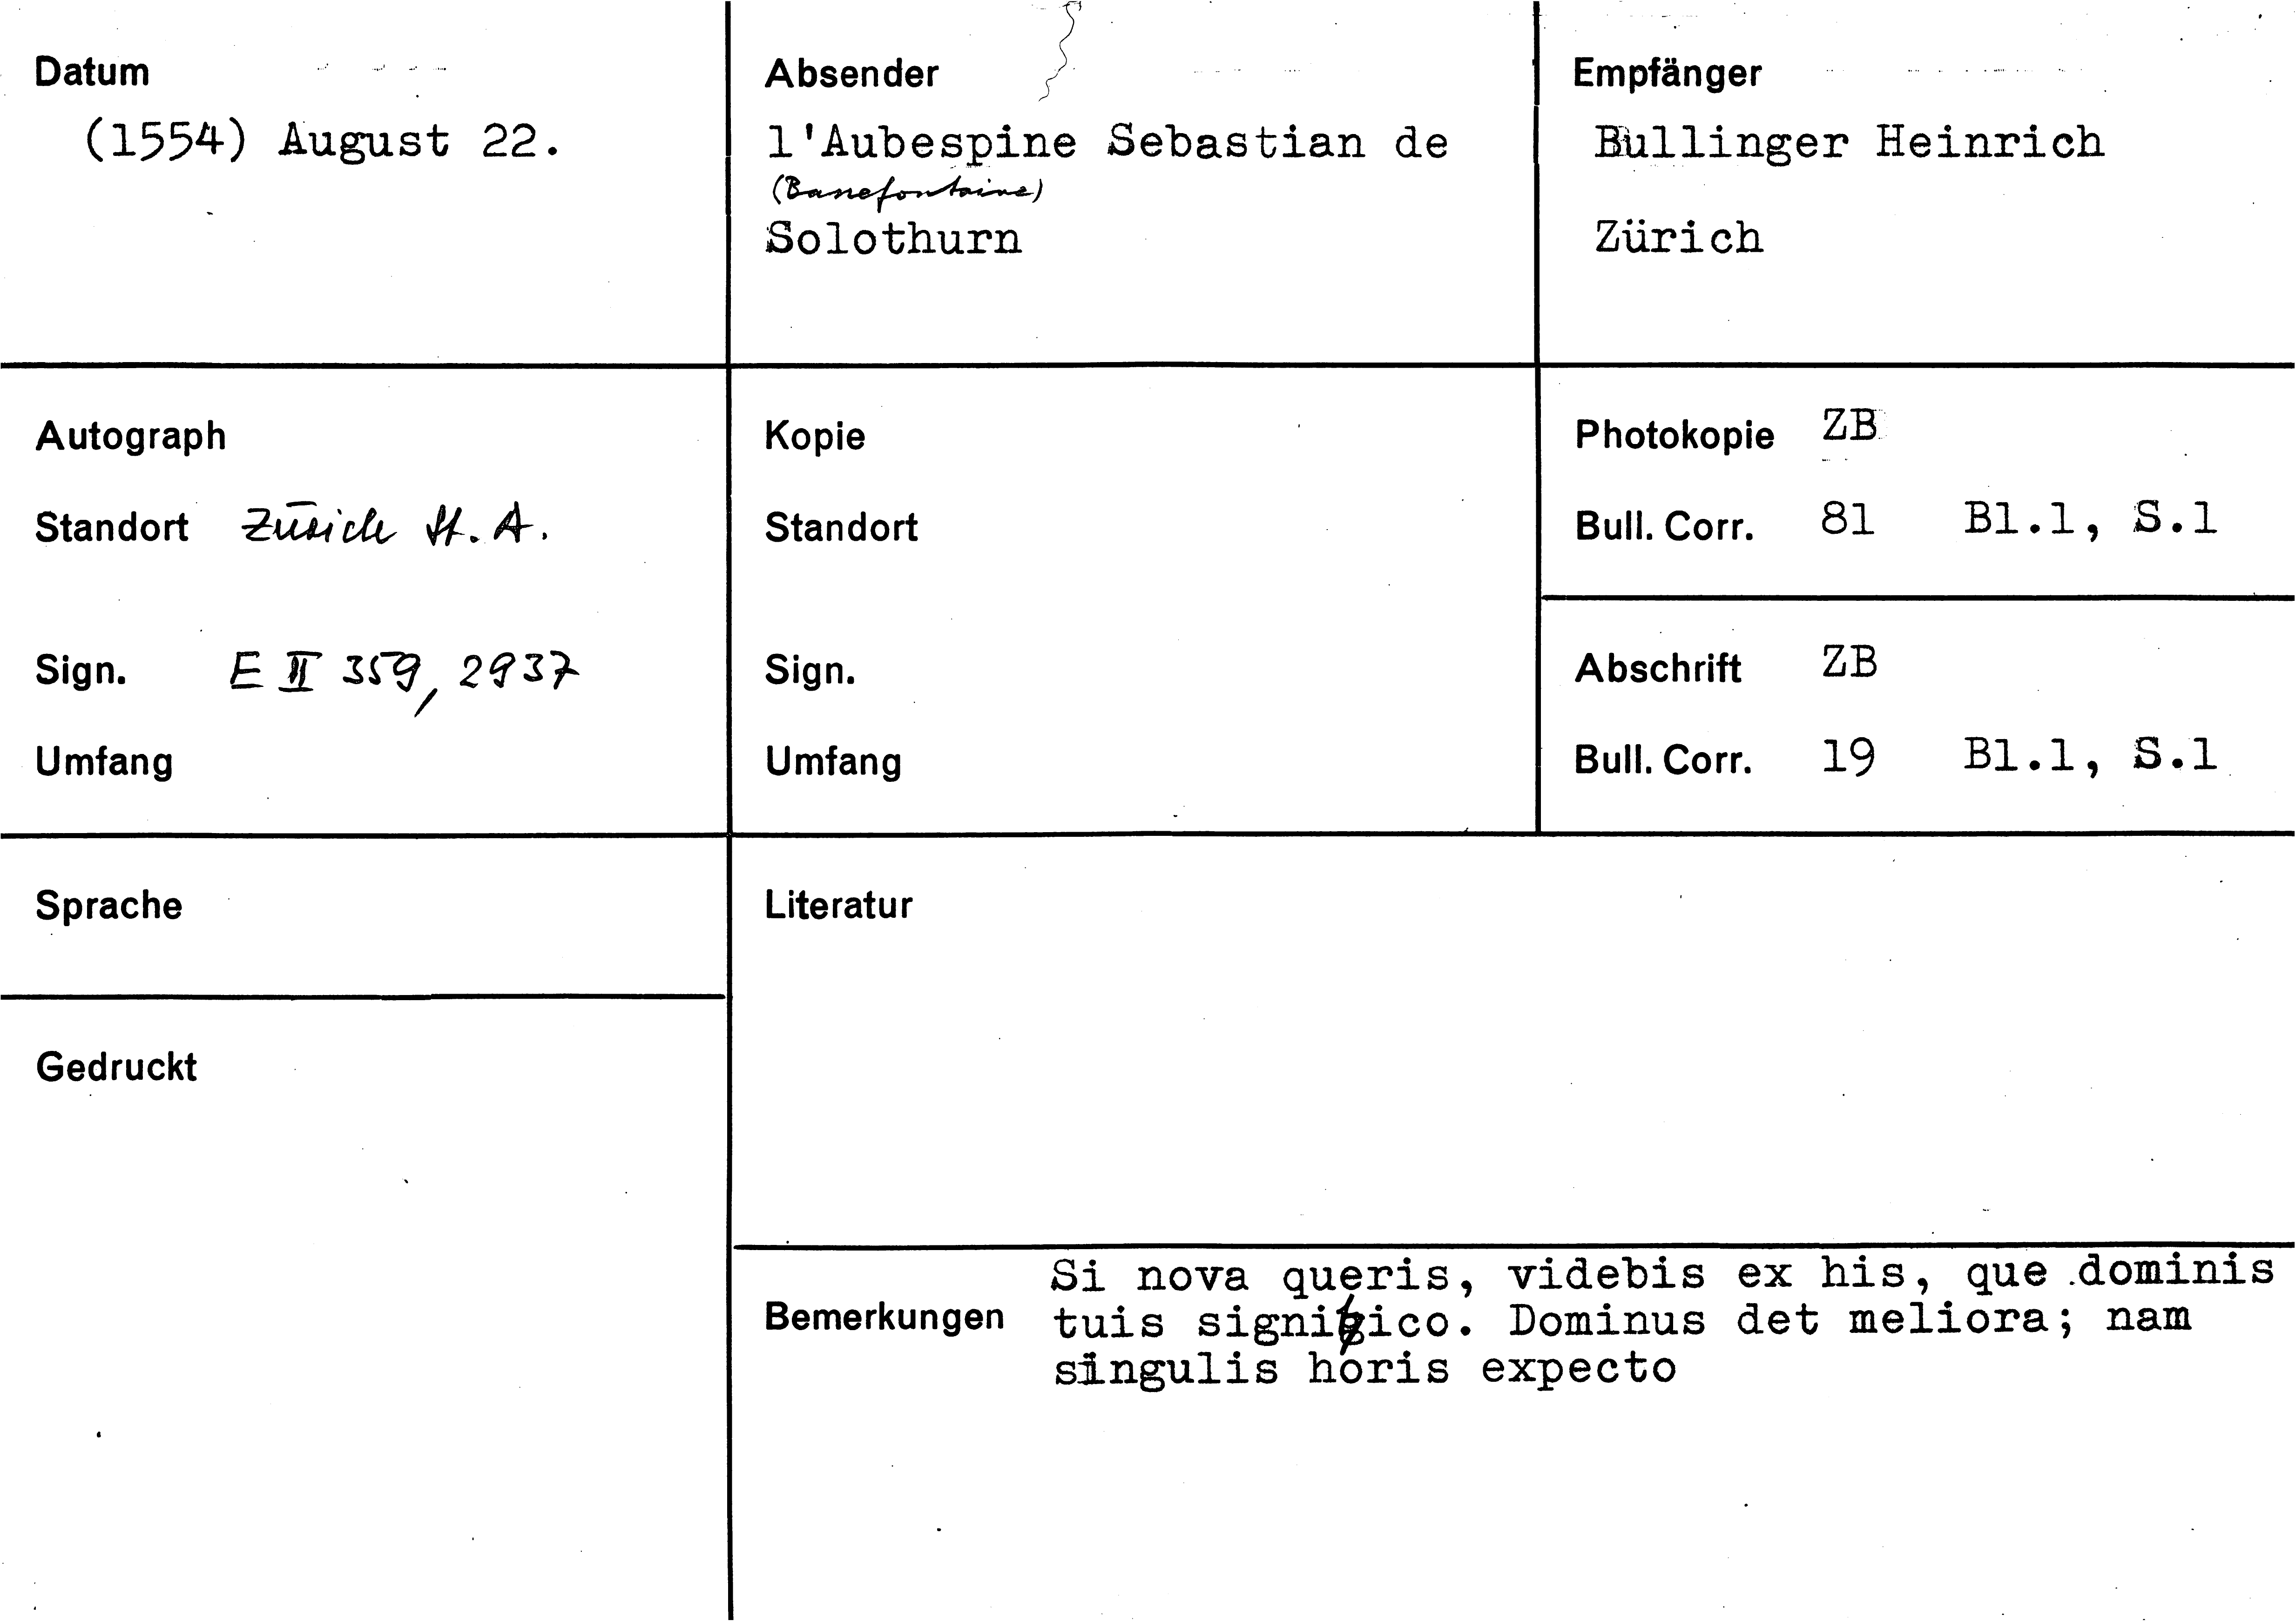 Datum
(1554) August 22.
Absender
l'Aubespine Sebastian de
(Bassefontaine)
Solothurn
Empfänger
Bullinger Heinrich
Zürich
Autograph
Standort Zürich St. A.
Sign. E II 359, 2937
Umfang
Kopie
Standort
Sign.
Umfang
Photokopie ZB
Bull. Corr. 81 Bl.1, S.1
Abschrift ZB
Bull. Corr. 19 Bl.1, S.1
Sprache
Gedruckt
Literatur
Bemerkungen
Si nova queris, videbis ex his, que dominis
tuis significo. Dominus det meliora; nam
singulis horis expecto